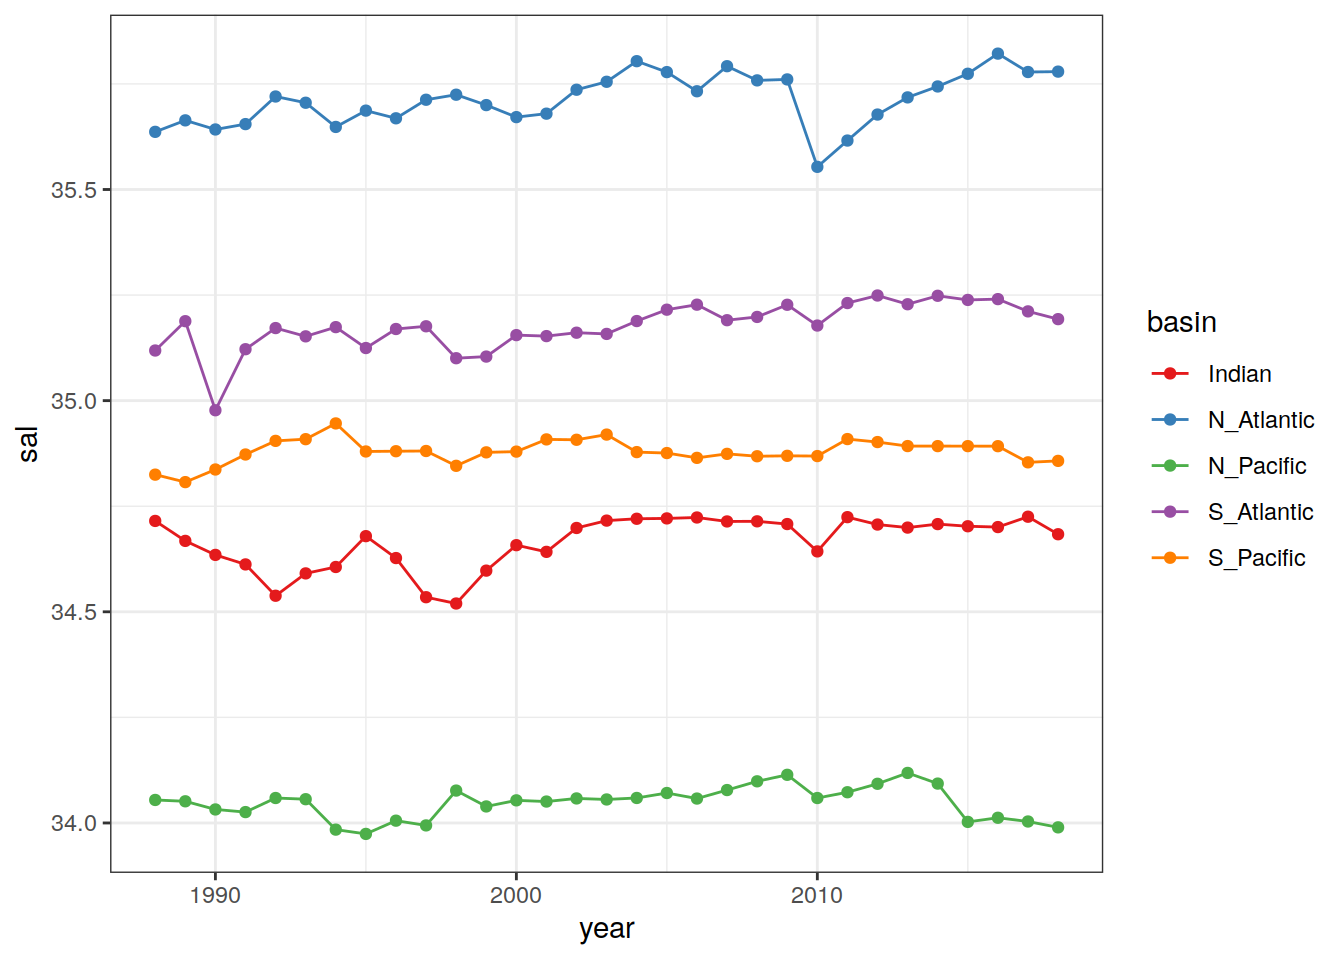 35.5
35.0
34.5
34.0
sal
1990
2000
2010
year
basin
Indian
N_Atlantic
N_Pacific
S_Atlantic
S_Pacific